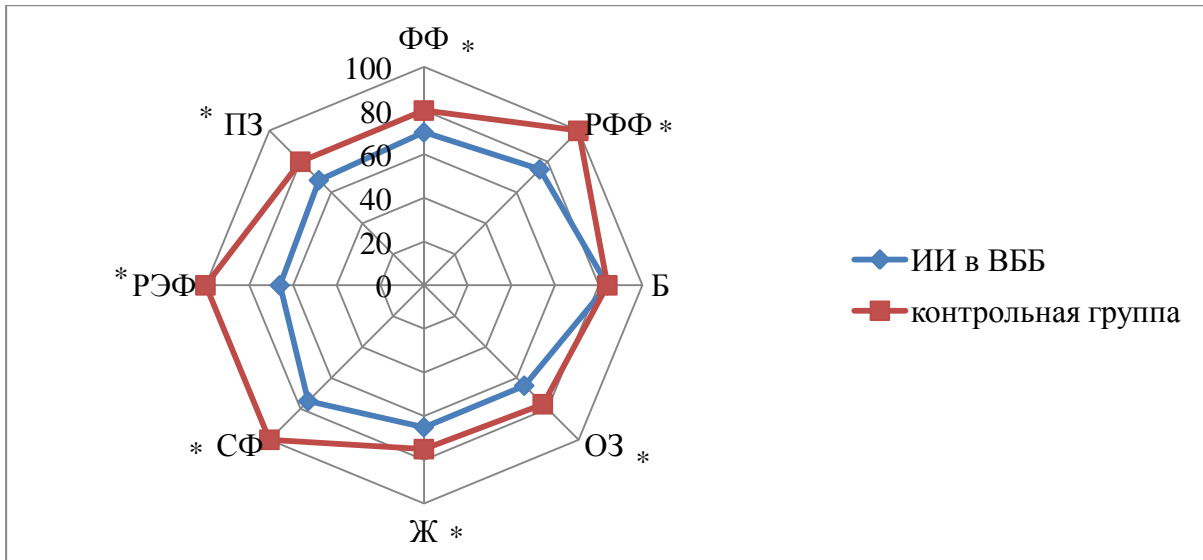 ФФ *
100
80
60
40
20
0
* ПЗ
РФФ *
* РЭФ
Б
* СФ
ОЗ *
Ж *
ИИ в ВББ
контрольная группа